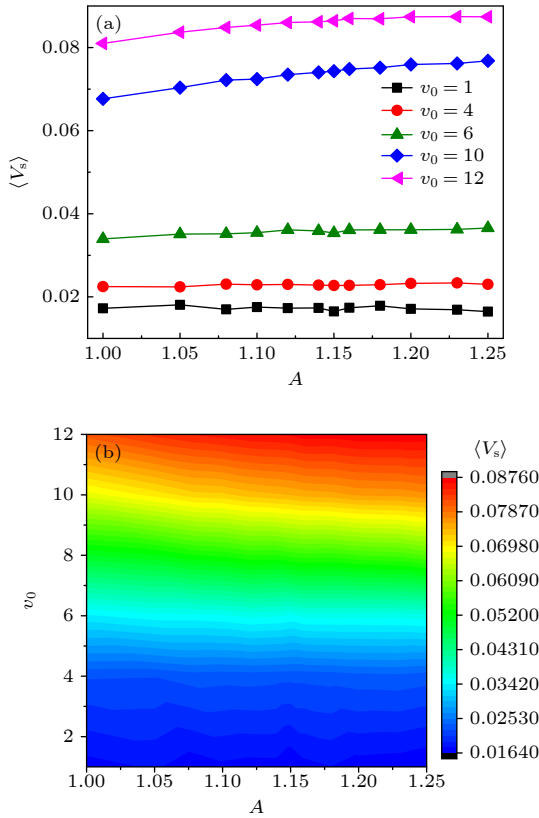 (a)
0.08
0.06
0.04
0.02
⟨Vs⟩
v0 = 1
v0 = 4
v0 = 6
v0 = 10
v0 = 12
1.00 1.05 1.10 1.15 1.20 1.25
A
(b)
12
10
8
6
4
2
v0
1.00 1.05 1.10 1.15 1.20 1.25
A
⟨Vs⟩
0.08760
0.07870
0.06980
0.06090
0.05200
0.04310
0.03420
0.02530
0.01640